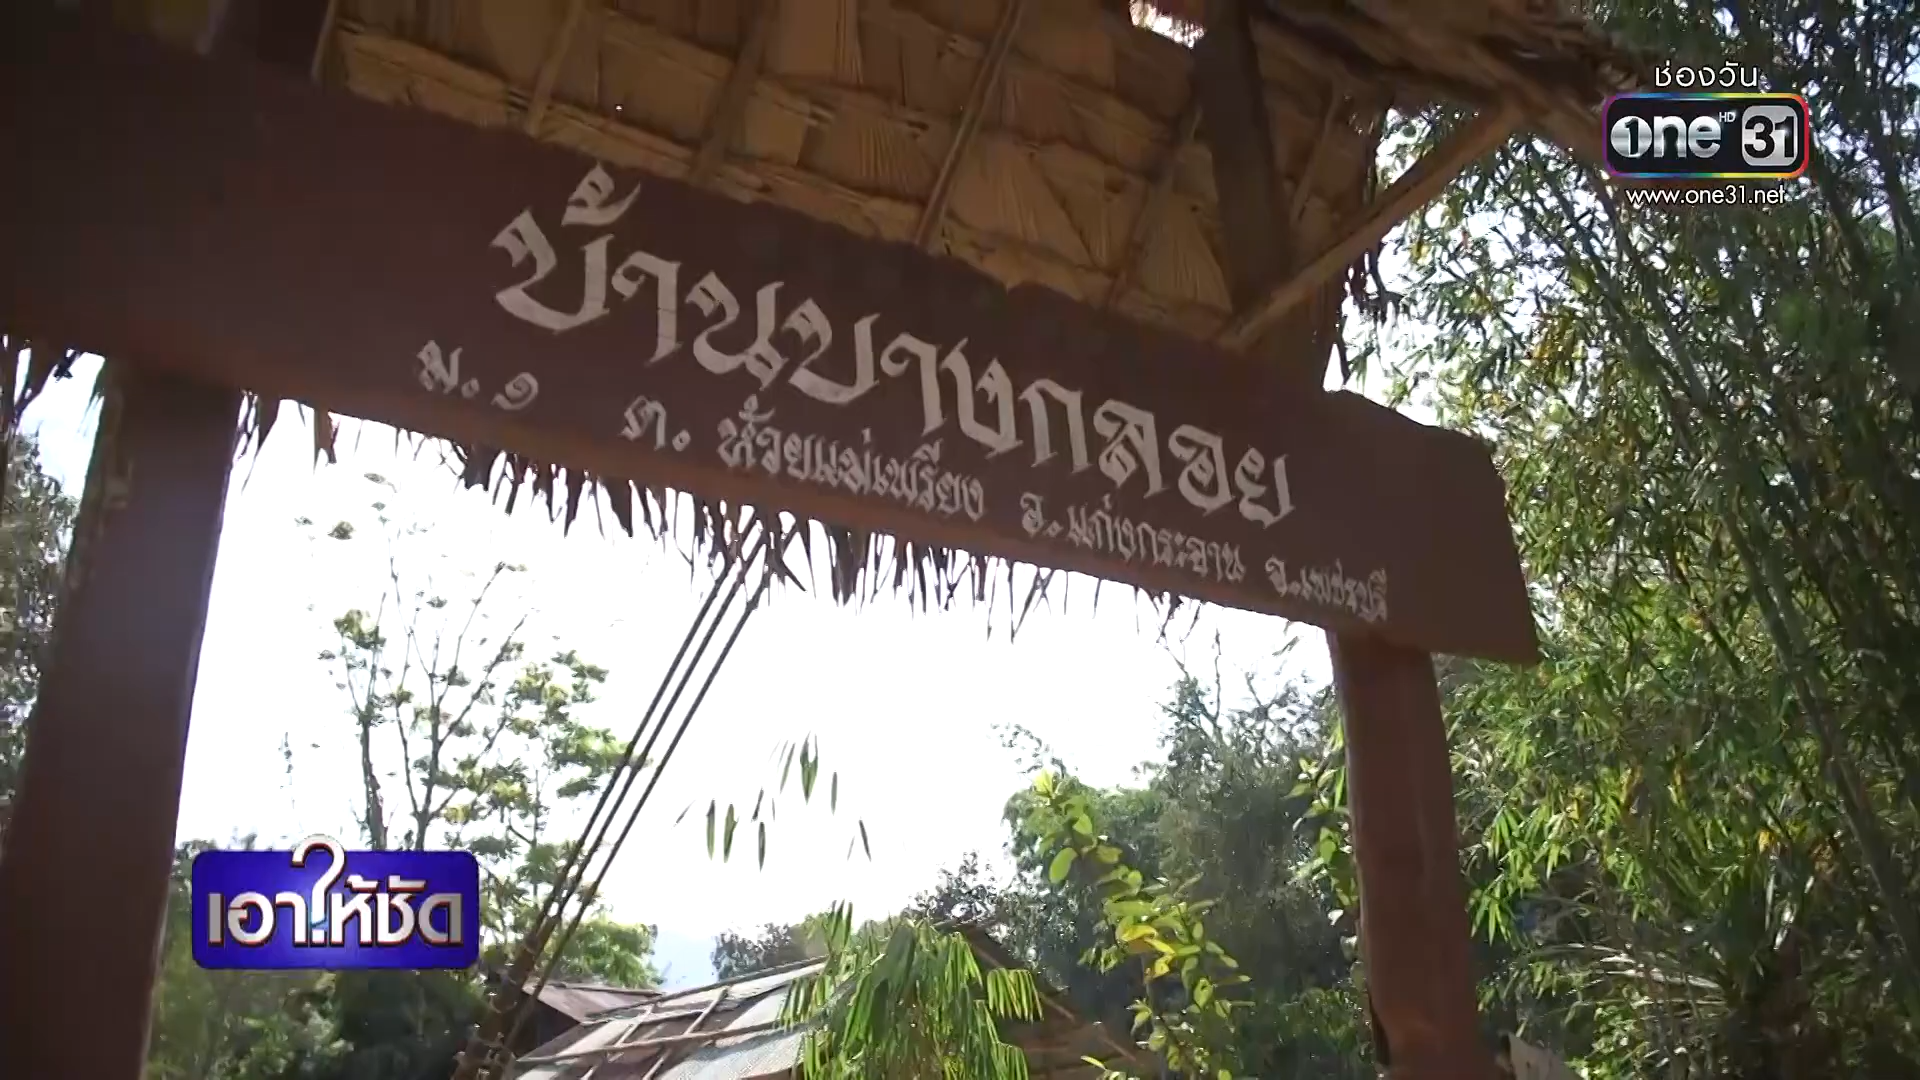 ช่องวัน
one HD 31
www.one31.net
บ้านบางกลอย
ม. ๑ ต. ห้วยแม่เพรียง อ. แก่งกระจาน จ. เพชรบุรี
เอาให้ชัด?